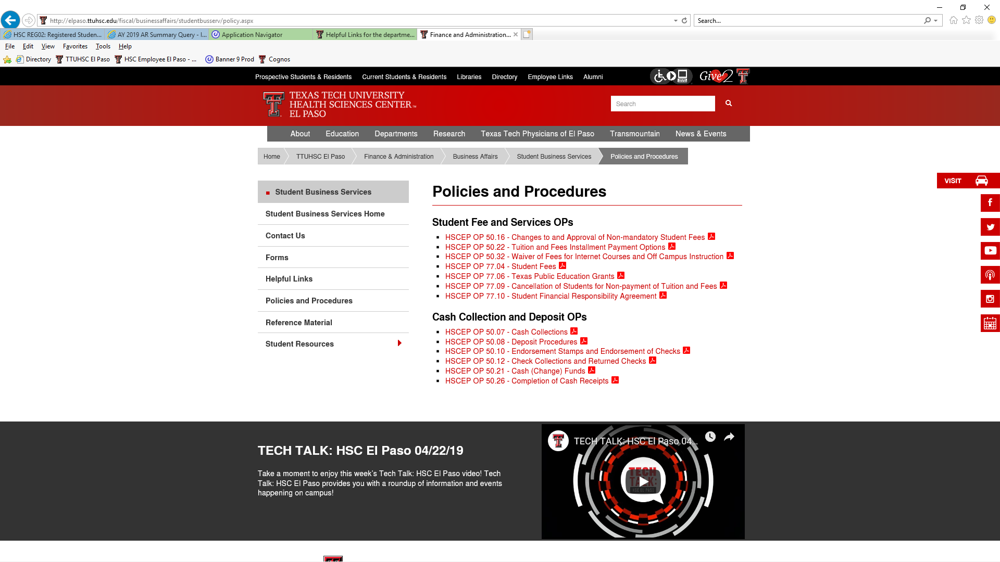 http://elpaso.ttuhsc.edu/fiscal/businessaffairs/studentbusserv/policy.aspx
Search...
HSC REG02: Registered Studen...
AY 2019 AR Summary Query - I...
Application Navigator
Helpful Links for the departme...
Finance and Administration...
File Edit View Favorites Tools Help
Directory TTUHSC El Paso HSC Employee El Paso - ... Banner 9 Prod Cognos
Prospective Students & Residents Current Students & Residents Libraries Directory Employee Links Alumni
Give2
TEXAS TECH UNIVERSITY
HEALTH SCIENCES CENTER™
EL PASO
Search
About Education Departments Research Texas Tech Physicians of El Paso Transmountain News & Events
Home TTUHSC El Paso Finance & Administration Business Affairs Student Business Services Policies and Procedures
VISIT
Student Business Services
Student Business Services Home
Contact Us
Forms
Helpful Links
Policies and Procedures
Reference Material
Student Resources
Policies and Procedures
Student Fee and Services OPs
HSCEP OP 50.16 - Changes to and Approval of Non-mandatory Student Fees
HSCEP OP 50.22 - Tuition and Fees Installment Payment Options
HSCEP OP 50.32 - Waiver of Fees for Internet Courses and Off Campus Instruction
HSCEP OP 77.04 - Student Fees
HSCEP OP 77.06 - Texas Public Education Grants
HSCEP OP 77.09 - Cancellation of Students for Non-payment of Tuition and Fees
HSCEP OP 77.10 - Student Financial Responsibility Agreement
Cash Collection and Deposit OPs
HSCEP OP 50.07 - Cash Collections
HSCEP OP 50.08 - Deposit Procedures
HSCEP OP 50.10 - Endorsement Stamps and Endorsement of Checks
HSCEP OP 50.12 - Check Collections and Returned Checks
HSCEP OP 50.21 - Cash (Change) Funds
HSCEP OP 50.26 - Completion of Cash Receipts
TECH TALK: HSC El Paso 04/22/19
Take a moment to enjoy this week's Tech Talk: HSC El Paso video! Tech
Talk: HSC El Paso provides you with a roundup of information and events
happening on campus!
TECH TALK: HSC El Paso 04...
TECH
TALK:
HSC EL PASO